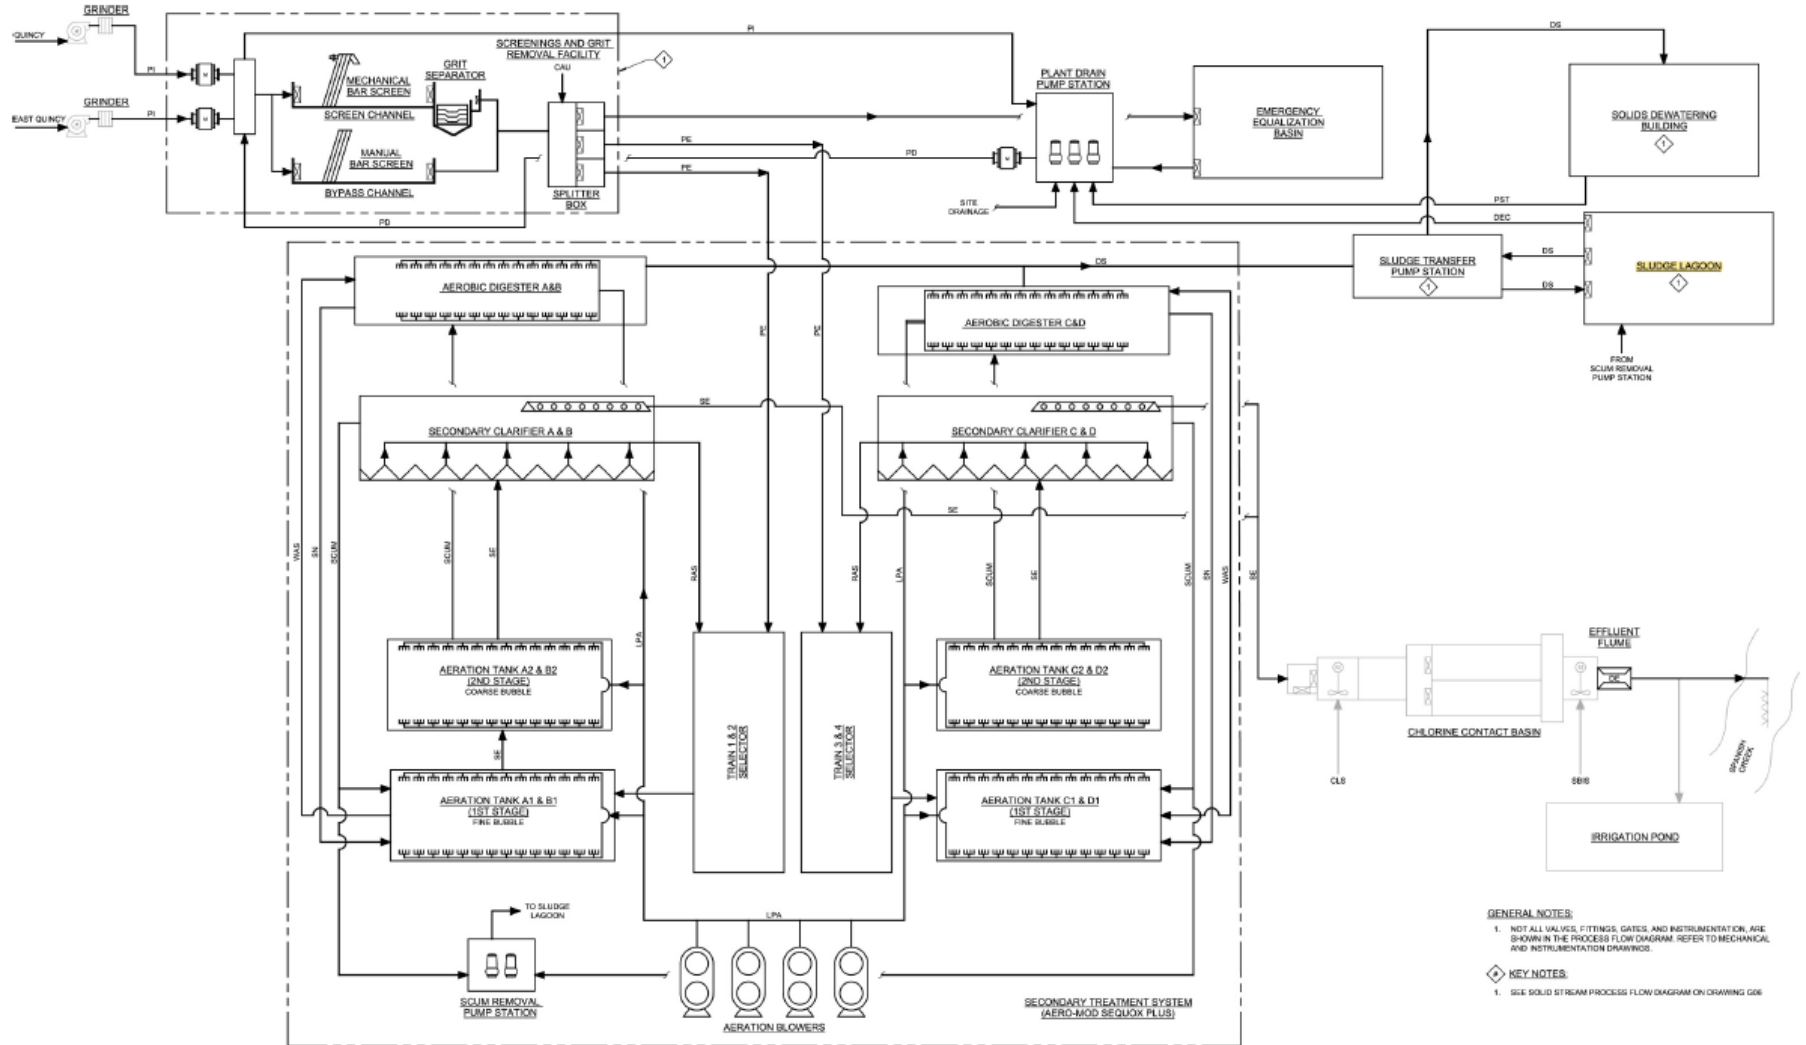 GRINDER
QUINCY
PI
GRINDER
EAST QUINCY
PI
M
M
MECHANICAL
BAR SCREEN
SCREEN CHANNEL
GRIT
SEPARATOR
MANUAL
BAR SCREEN
BYPASS CHANNEL
SCREENINGS AND GRIT
REMOVAL FACILITY
CAU
1
SPLITTER
BOX
PD
PI
PE
PE
PD
M
PLANT DRAIN
PUMP STATION
SITE
DRAINAGE
EMERGENCY
EQUALIZATION
BASIN
DS
SOLIDS DEWATERING
BUILDING
1
PST
DEC
SLUDGE TRANSFER
PUMP STATION
1
DS
DS
SLUDGE LAGOON
1
FROM
SCUM REMOVAL
PUMP STATION
AEROBIC DIGESTER A&B
DS
AEROBIC DIGESTER C&D
PE
PE
SECONDARY CLARIFIER A & B
SE
SECONDARY CLARIFIER C & D
SE
WAS
SN
SCUM
SCUM
SE
LPA
RAS
RAS
LPA
SCUM
SE
SCUM
SN
WAS
SE
AERATION TANK A2 & B2
(2ND STAGE)
COARSE BUBBLE
SE
AERATION TANK A1 & B1
(1ST STAGE)
FINE BUBBLE
TRAIN 1 & 2
SELECTOR
TRAIN 3 & 4
SELECTOR
AERATION TANK C2 & D2
(2ND STAGE)
COARSE BUBBLE
AERATION TANK C1 & D1
(1ST STAGE)
FINE BUBBLE
TO SLUDGE
LAGOON
SCUM REMOVAL
PUMP STATION
LPA
AERATION BLOWERS
SECONDARY TREATMENT SYSTEM
(AERO-MOD SEQUOX PLUS)
EFFLUENT
FLUME
DE
CHLORINE CONTACT BASIN
CLS
SBIS
SPANISH
CREEK
IRRIGATION POND
GENERAL NOTES:
1. NOT ALL VALVES, FITTINGS, GATES, AND INSTRUMENTATION, ARE
SHOWN IN THE PROCESS FLOW DIAGRAM. REFER TO MECHANICAL
AND INSTRUMENTATION DRAWINGS.
# KEY NOTES:
1. SEE SOLID STREAM PROCESS FLOW DIAGRAM ON DRAWING G06